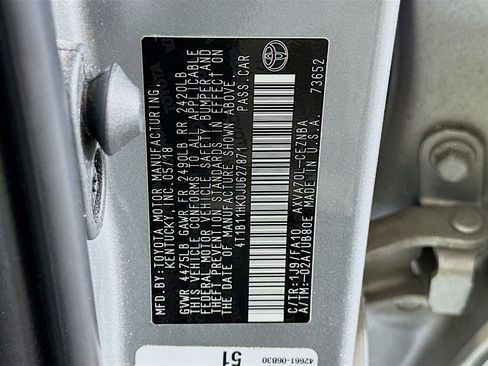 MFD.BY: TOYOTA MOTOR MANUFACTURING,
KENTUCKY, INC. 05/18
GVWR 4475LB GAWR FR 2490LB RR 2420LB
THIS VEHICLE CONFORMS TO ALL APPLICABLE
FEDERAL MOTOR VEHICLE SAFETY, BUMPER AND
THEFT PREVENTION STANDARDS IN EFFECT ON
THE DATE OF MANUFACTURE SHOWN ABOVE.
4T1B11HK0JU627871 PASS.CAR
C/TR: 1J9/FA10 AXVA70L-CEZNBA
A/TM: -02A/UB80E MADE IN U.S.A.
73652
42661-06B30
51